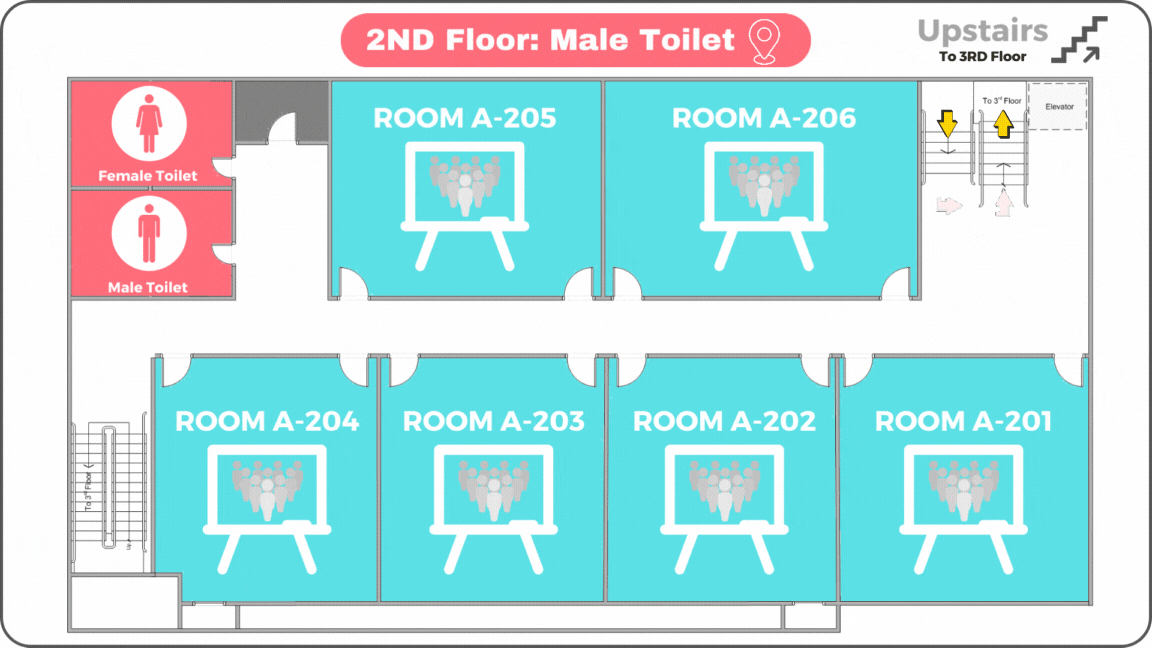 2ND Floor: Male Toilet
Upstairs
To 3RD Floor
Female Toilet
Male Toilet
ROOM A-205
ROOM A-206
To 3rd Floor
Elevator
ROOM A-204
ROOM A-203
ROOM A-202
ROOM A-201
To 3rd Floor
Up